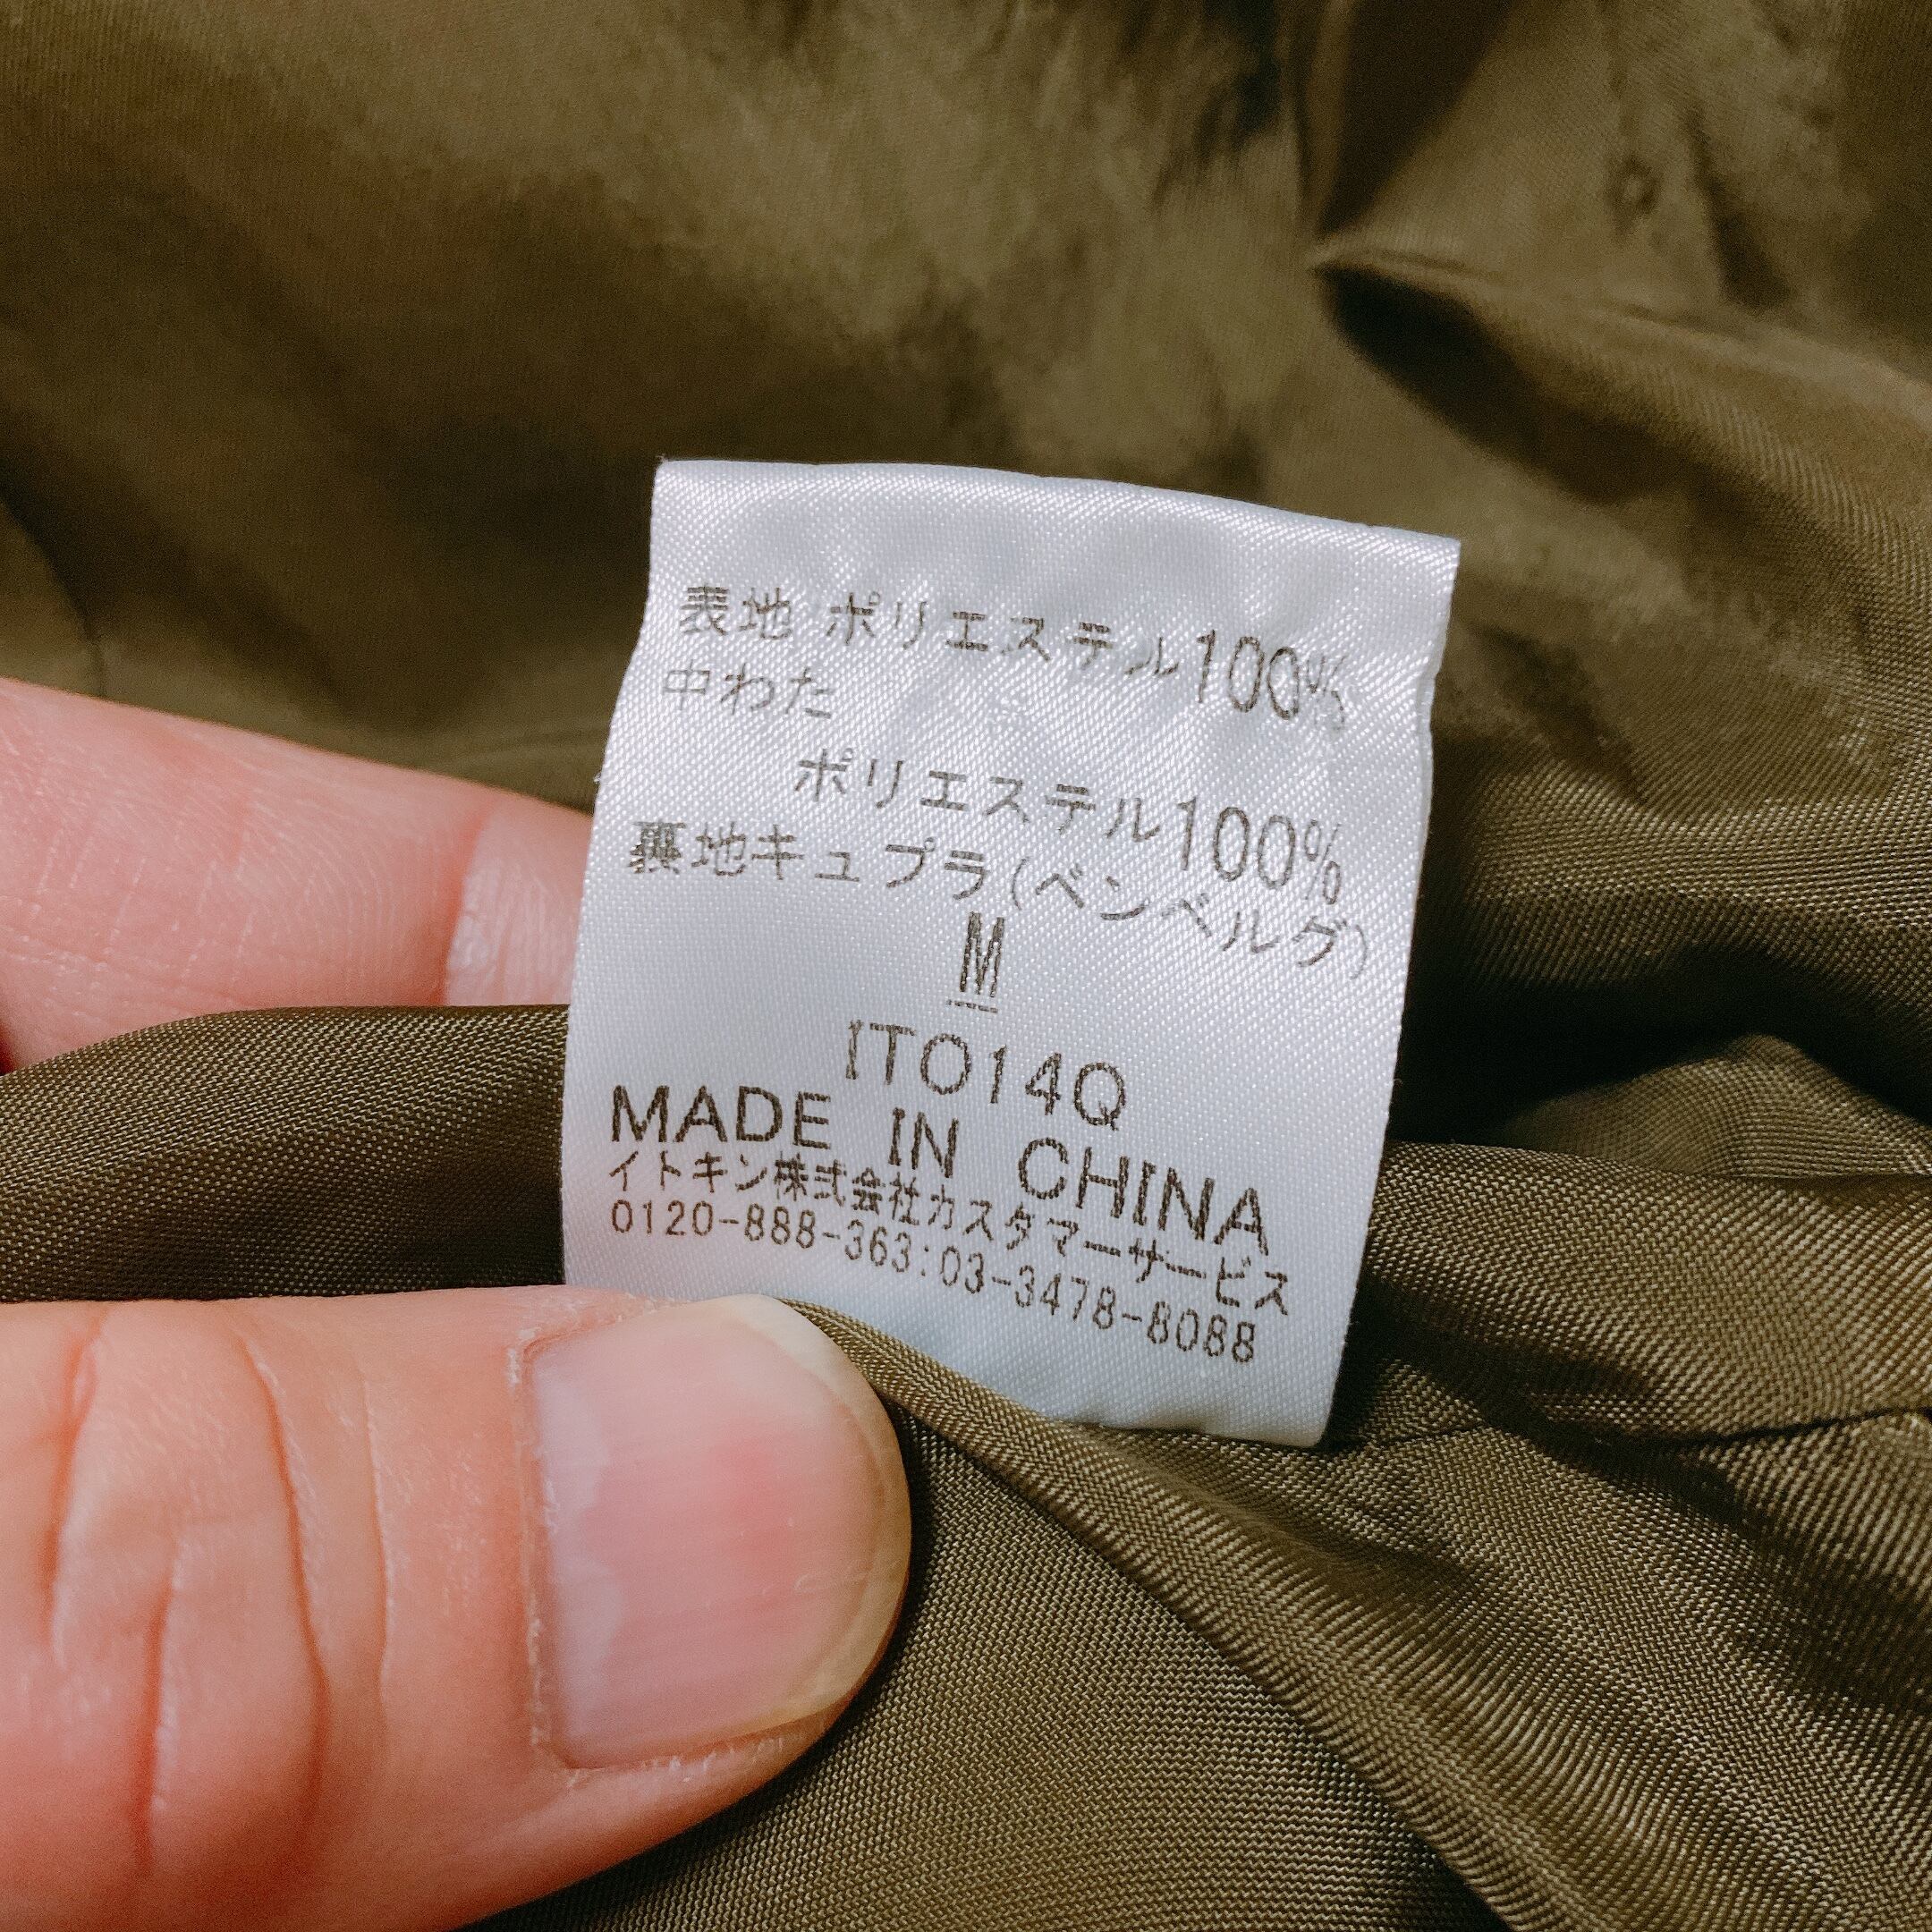 表地 ポリエステル100%
中わた
ポリエステル100%
裏地キュプラ(ベンベルグ)
M
ITO14Q
MADE IN CHINA
イトキン株式会社カスタマーサービス
0120-888-363:03-3478-8088